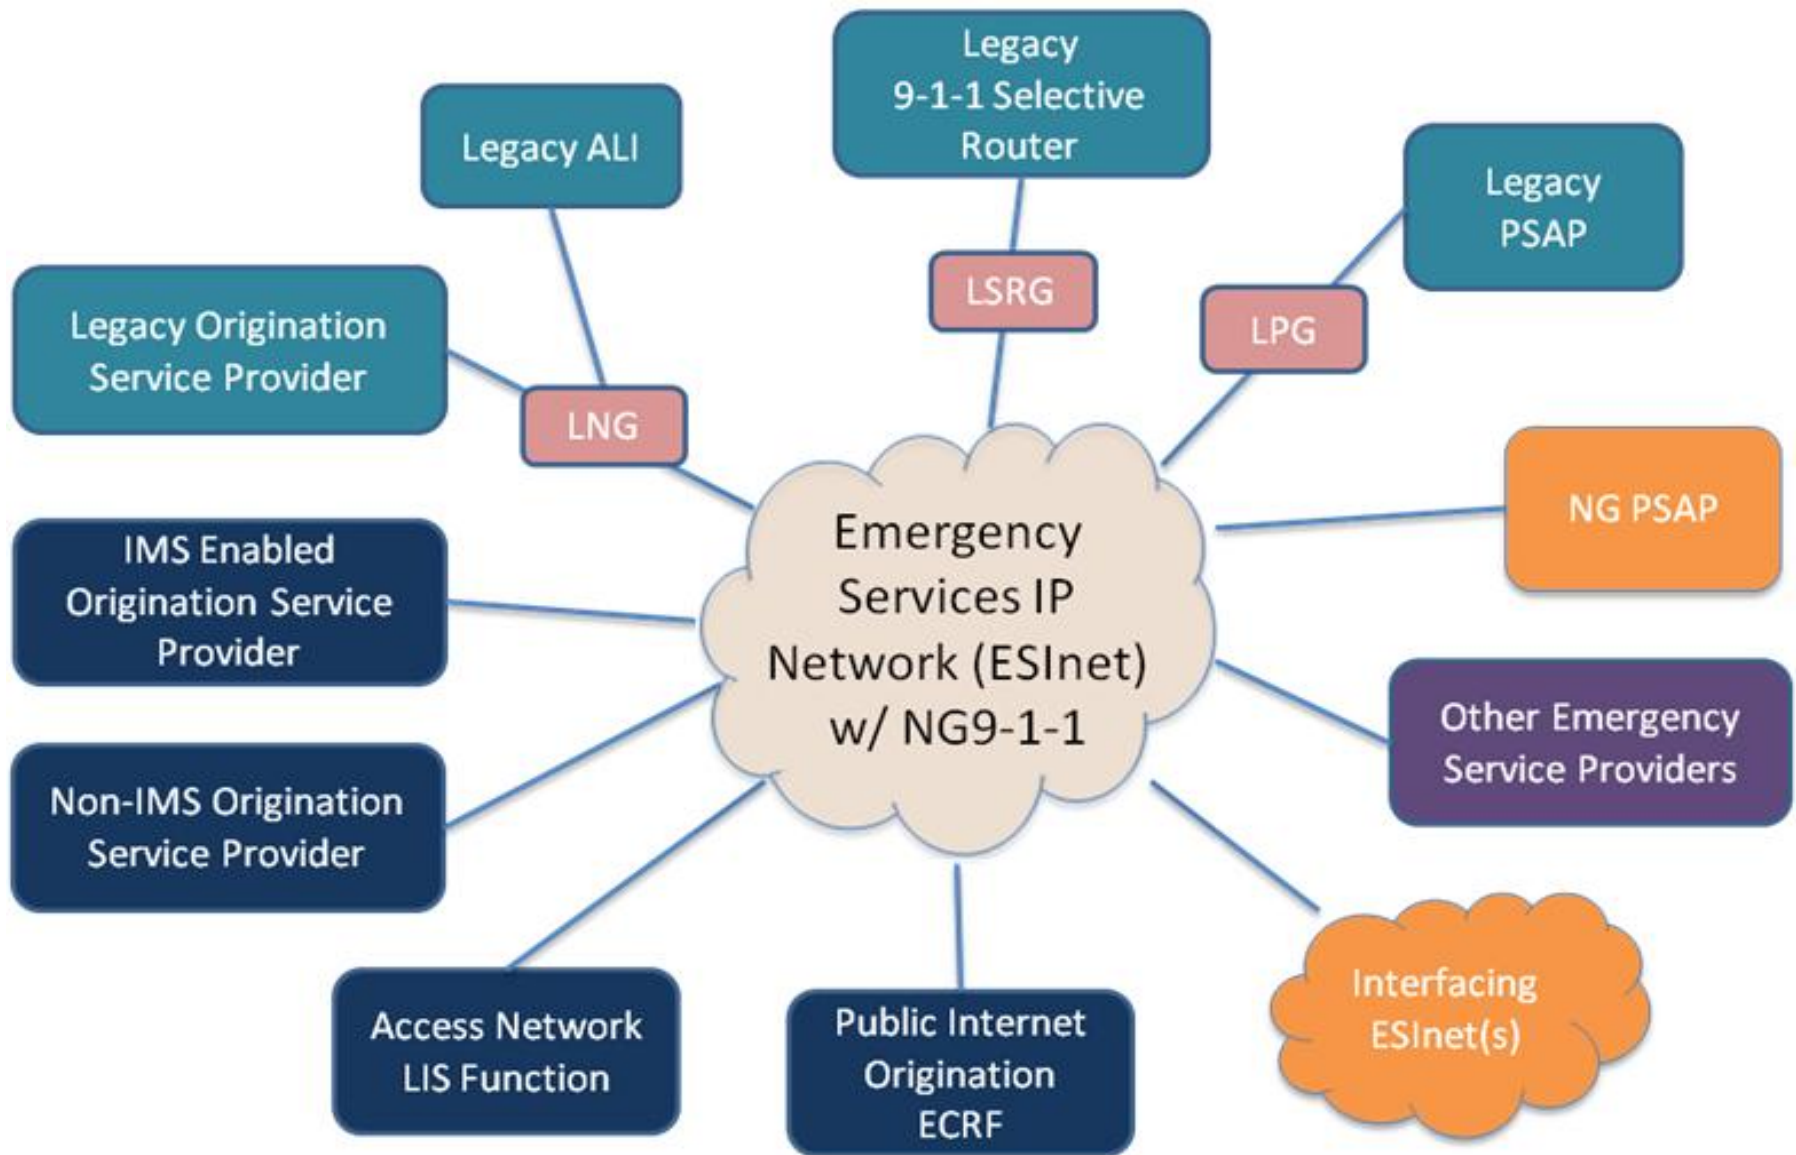 Legacy
9-1-1 Selective
Router
Legacy ALI
Legacy
PSAP
LSRG
LPG
Legacy Origination
Service Provider
LNG
NG PSAP
IMS Enabled
Origination Service
Provider
Emergency
Services IP
Network (ESInet)
w/ NG9-1-1
Other Emergency
Service Providers
Non-IMS Origination
Service Provider
Interfacing
ESInet(s)
Access Network
LIS Function
Public Internet
Origination
ECRF